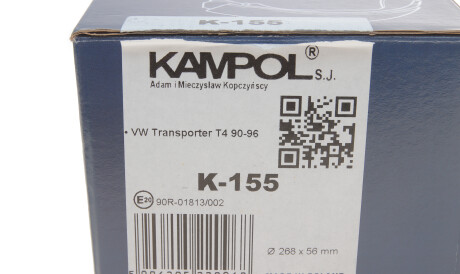 K-155
KAMPOL® S.J.
Adam i Mieczysław Kopczyńscy
• VW Transporter T4 90-96
K-155
E20 90R-01813/002
Ø 268 x 56 mm